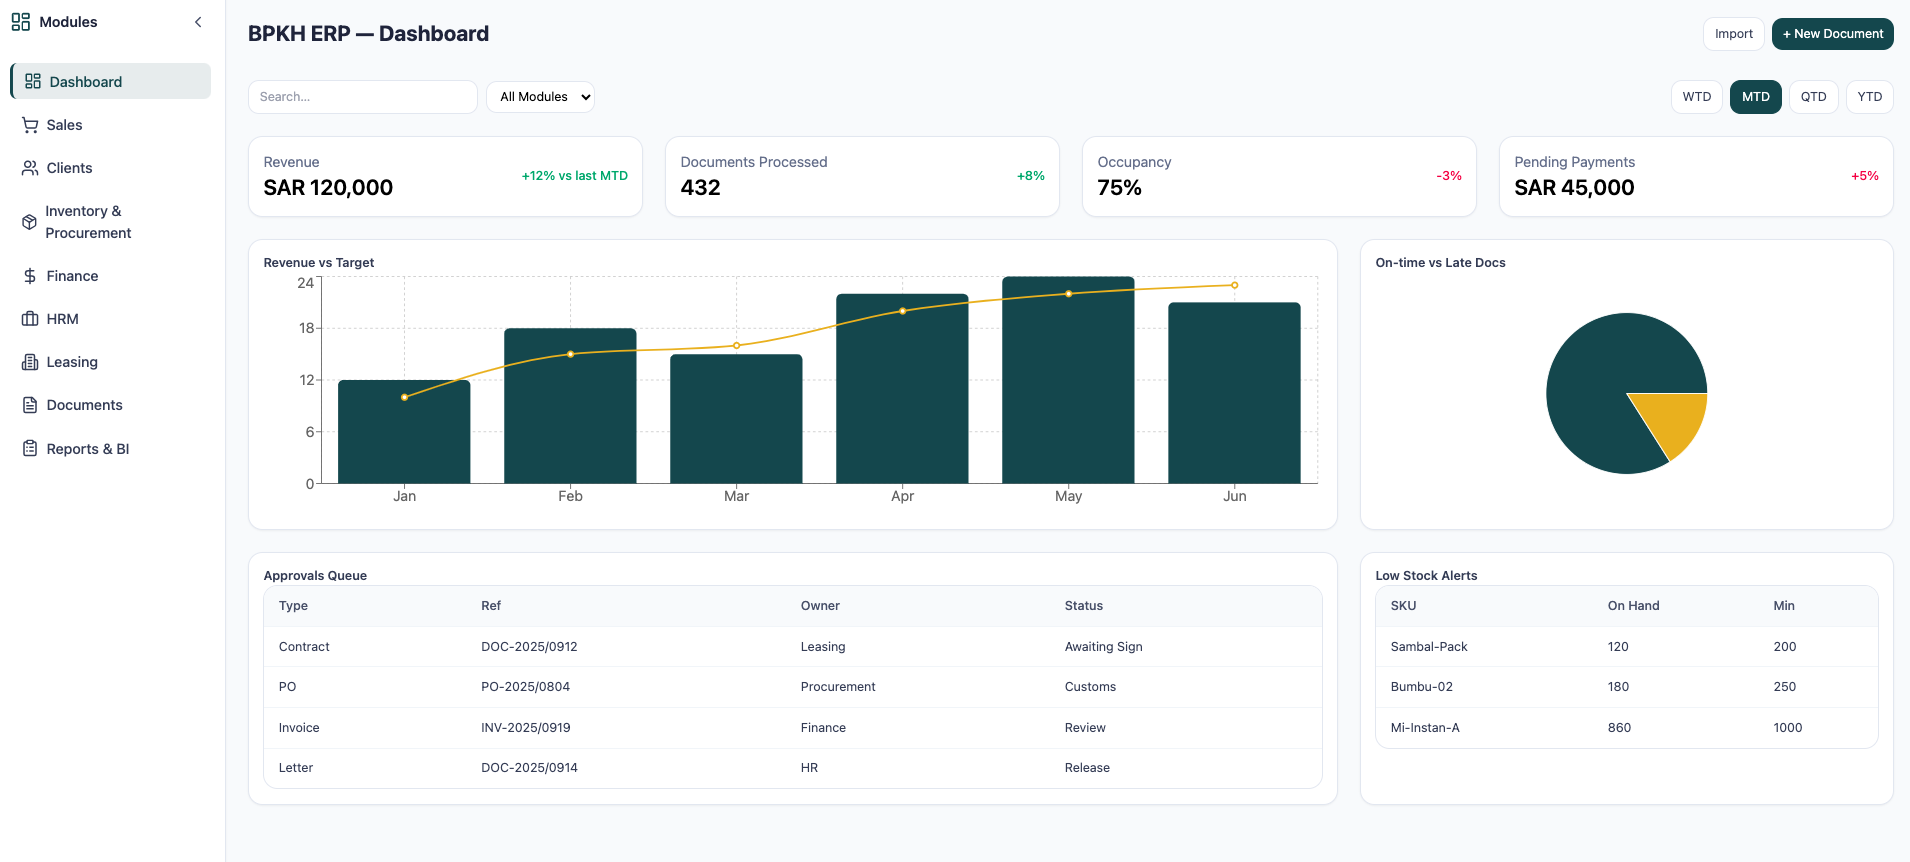 Modules
Dashboard
Sales
Clients
Inventory &
Procurement
Finance
HRM
Leasing
Documents
Reports & BI
BPKH ERP — Dashboard
Import
+ New Document
Search...
All Modules
WTD
MTD
QTD
YTD
Revenue
SAR 120,000
+12% vs last MTD
Documents Processed
432
+8%
Occupancy
75%
-3%
Pending Payments
SAR 45,000
+5%
Revenue vs Target
24
18
12
6
0
Jan
Feb
Mar
Apr
May
Jun
On-time vs Late Docs
Approvals Queue
Type Ref Owner Status
Contract DOC-2025/0912 Leasing Awaiting Sign
PO PO-2025/0804 Procurement Customs
Invoice INV-2025/0919 Finance Review
Letter DOC-2025/0914 HR Release
Low Stock Alerts
SKU On Hand Min
Sambal-Pack 120 200
Bumbu-02 180 250
Mi-Instan-A 860 1000